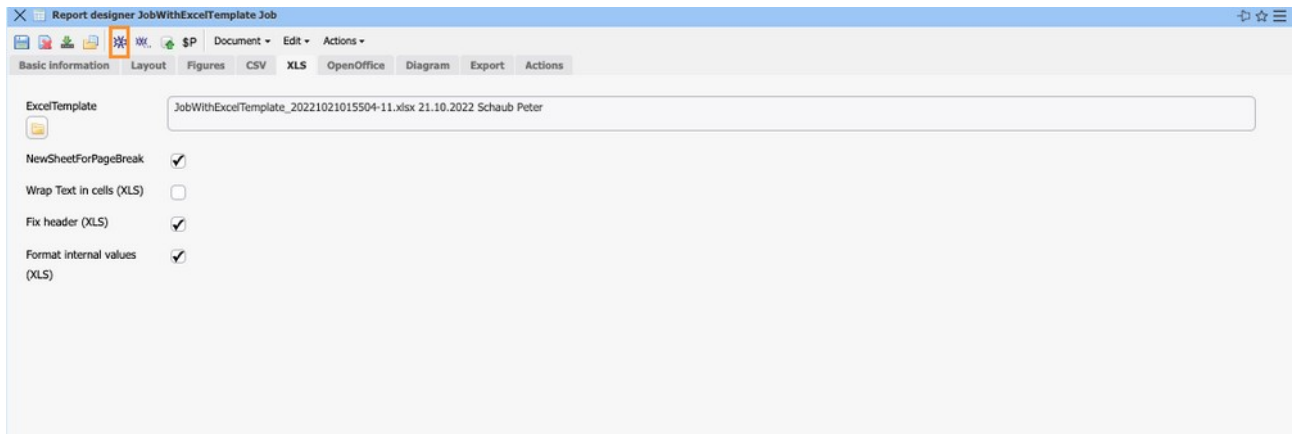 Report designer JobWithExcelTemplate Job
$P Document Edit Actions
Basic information Layout Figures CSV XLS OpenOffice Diagram Export Actions
ExcelTemplate JobWithExcelTemplate_20221021015504-11.xlsx 21.10.2022 Schaub Peter
NewSheetForPageBreak
Wrap Text in cells (XLS)
Fix header (XLS)
Format internal values
(XLS)